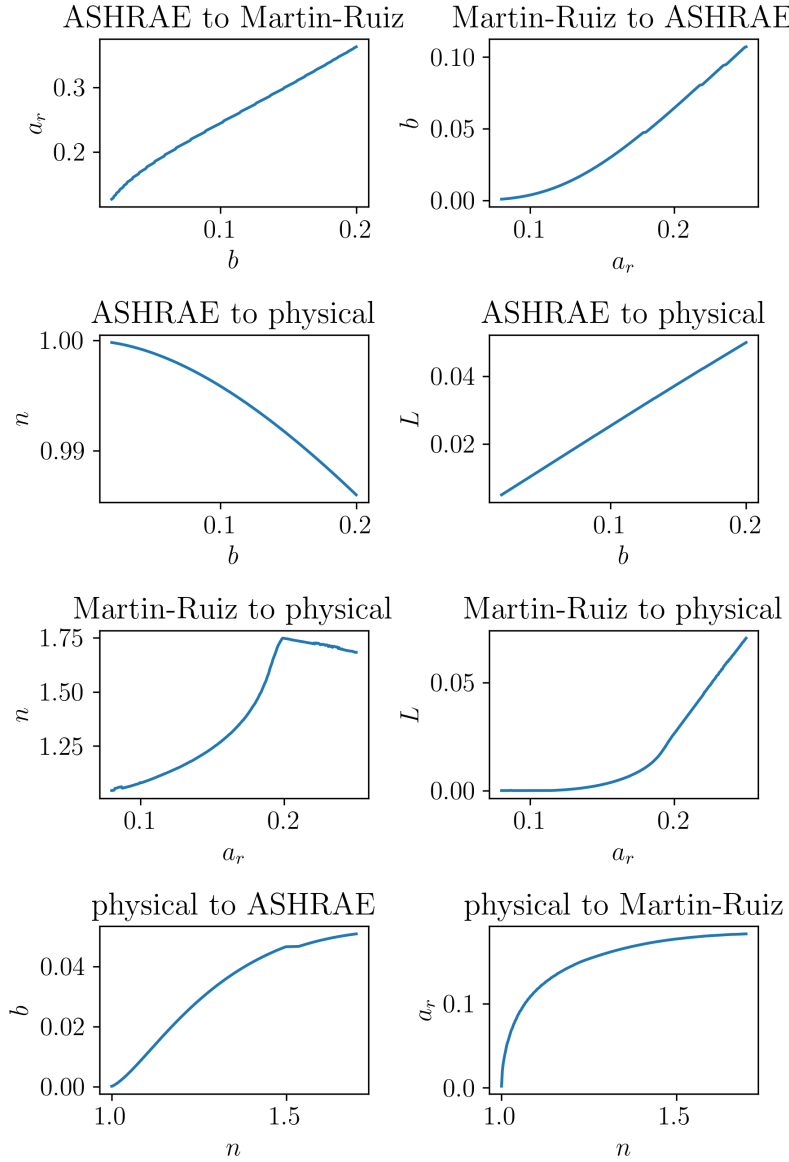 ASHRAE to Martin-Ruiz
0.3
0.2
a_r
0.1
0.2
b
Martin-Ruiz to ASHRAE
0.10
0.05
0.00
b
0.1
0.2
a_r
ASHRAE to physical
1.00
0.99
n
0.1
0.2
b
ASHRAE to physical
0.04
0.02
L
0.1
0.2
b
Martin-Ruiz to physical
1.75
1.50
1.25
n
0.1
0.2
a_r
Martin-Ruiz to physical
0.05
0.00
L
0.1
0.2
a_r
physical to ASHRAE
0.04
0.02
0.00
b
1.0
1.5
n
physical to Martin-Ruiz
0.1
0.0
a_r
1.0
1.5
n